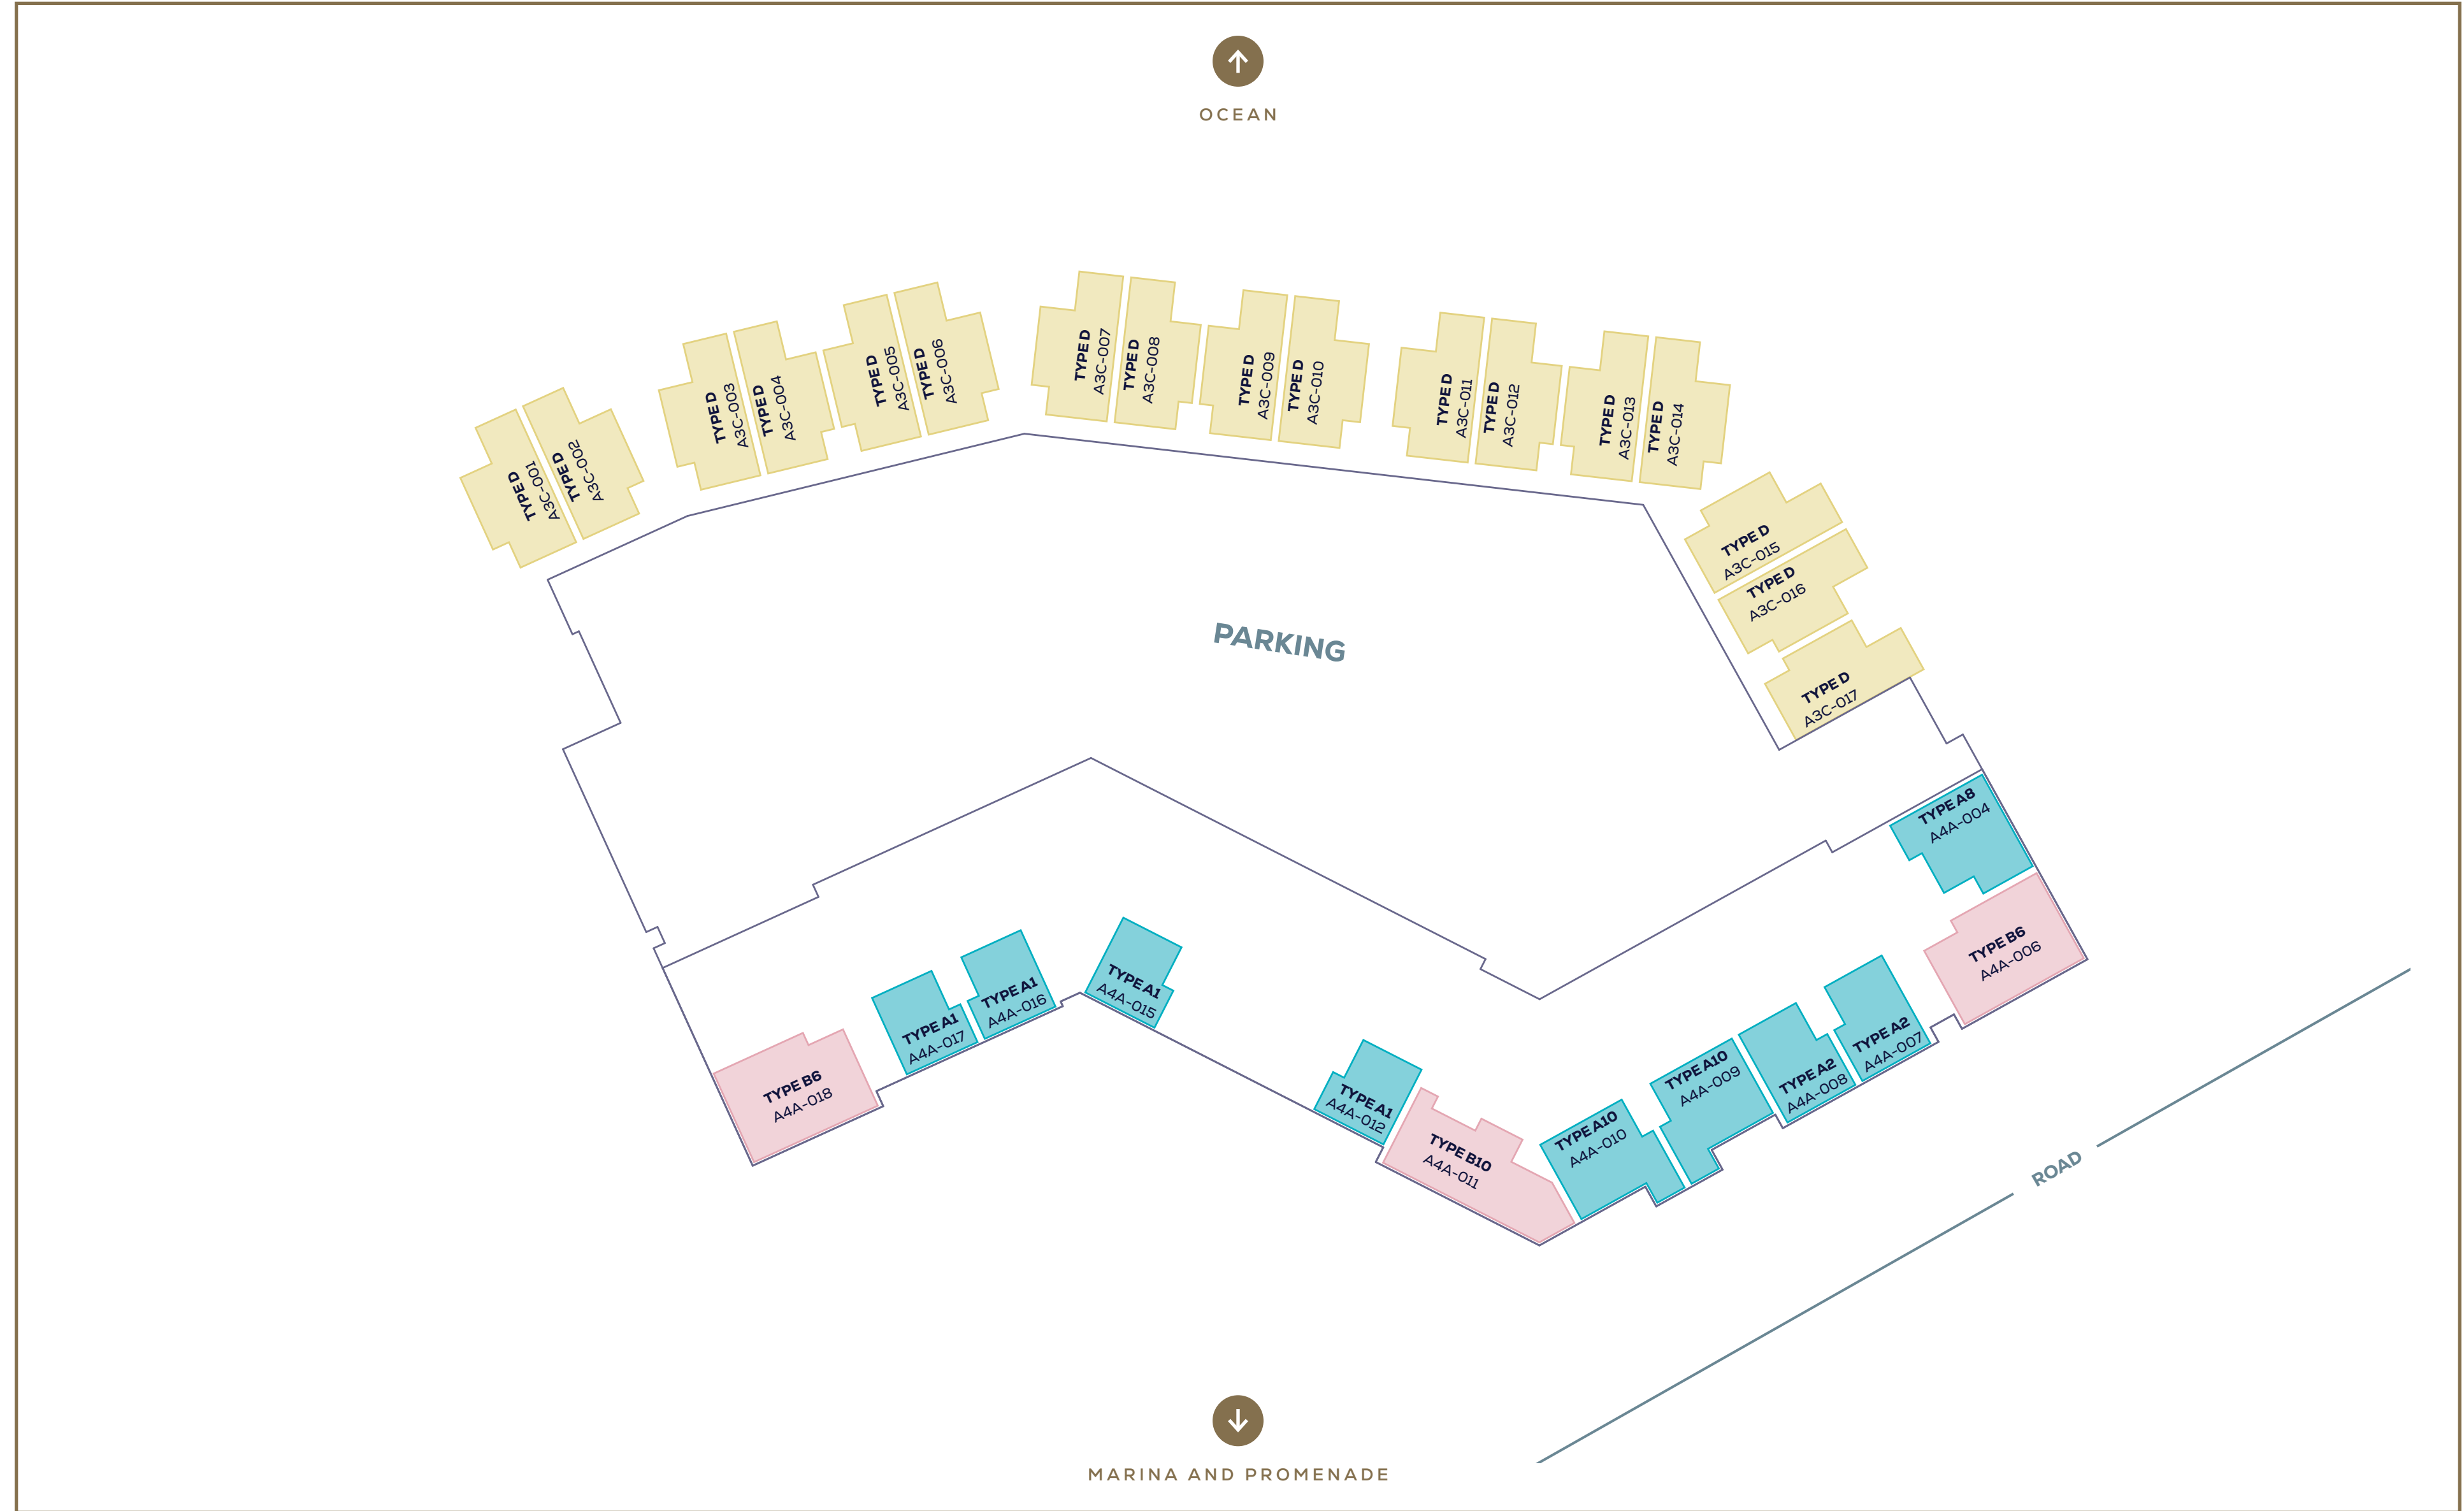 OCEAN
TYPE D
A3C-001
TYPE D
A3C-002
TYPE D
A3C-003
TYPE D
A3C-004
TYPE D
A3C-005
TYPE D
A3C-006
TYPE D
A3C-007
TYPE D
A3C-008
TYPE D
A3C-009
TYPE D
A3C-010
TYPE D
A3C-011
TYPE D
A3C-012
TYPE D
A3C-013
TYPE D
A3C-014
TYPE D
A3C-015
TYPE D
A3C-016
TYPE D
A3C-017
PARKING
TYPE A8
A4A-004
TYPE B6
A4A-006
TYPE A2
A4A-007
TYPE A2
A4A-008
TYPE A10
A4A-009
TYPE A10
A4A-010
TYPE B10
A4A-011
TYPE A1
A4A-012
TYPE A1
A4A-015
TYPE A1
A4A-016
TYPE A1
A4A-017
TYPE B6
A4A-018
ROAD
MARINA AND PROMENADE